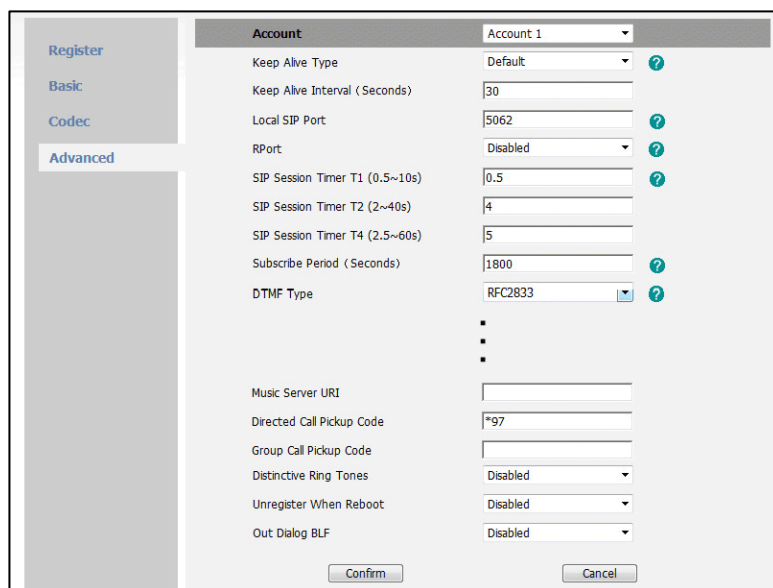 Register
Basic
Codec
Advanced
Account Account 1
Keep Alive Type Default ?
Keep Alive Interval (Seconds) 30
Local SIP Port 5062 ?
RPort Disabled ?
SIP Session Timer T1 (0.5~10s) 0.5 ?
SIP Session Timer T2 (2~40s) 4
SIP Session Timer T4 (2.5~60s) 5
Subscribe Period (Seconds) 1800 ?
DTMF Type RFC2833 ?
Music Server URI
Directed Call Pickup Code *97
Group Call Pickup Code
Distinctive Ring Tones Disabled
Unregister When Reboot Disabled
Out Dialog BLF Disabled
Confirm Cancel